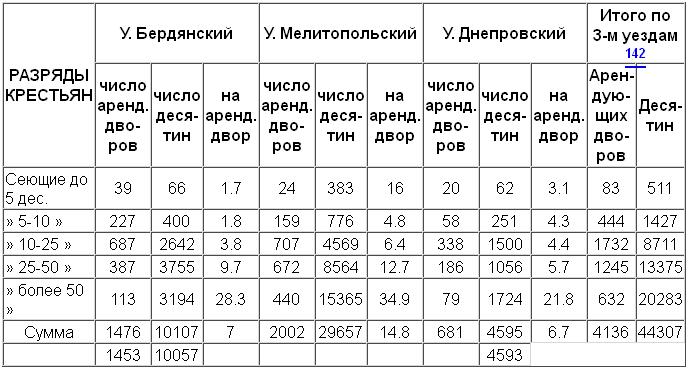 РАЗРЯДЫ КРЕСТЬЯН У. Бердянский У. Мелитопольский У. Днепровский Итого по 3-м уездам 142
число аренд. дво-ров число деся-тин на аренд. двор число аренд. дво-ров число деся-тин на аренд. двор число аренд. дво-ров число деся-тин на аренд. двор Арен-дую-щих дво-ров Деся-тин
Сеющие до 5 дес. 39 66 1.7 24 383 16 20 62 3.1 83 511
» 5-10 » 227 400 1.8 159 776 4.8 58 251 4.3 444 1427
» 10-25 » 687 2642 3.8 707 4569 6.4 338 1500 4.4 1732 8711
» 25-50 » 387 3755 9.7 672 8564 12.7 186 1056 5.7 1245 13375
» более 50 » 113 3194 28.3 440 15365 34.9 79 1724 21.8 632 20283
Сумма 1476 10107 7 2002 29657 14.8 681 4595 6.7 4136 44307
1453 10057 4593